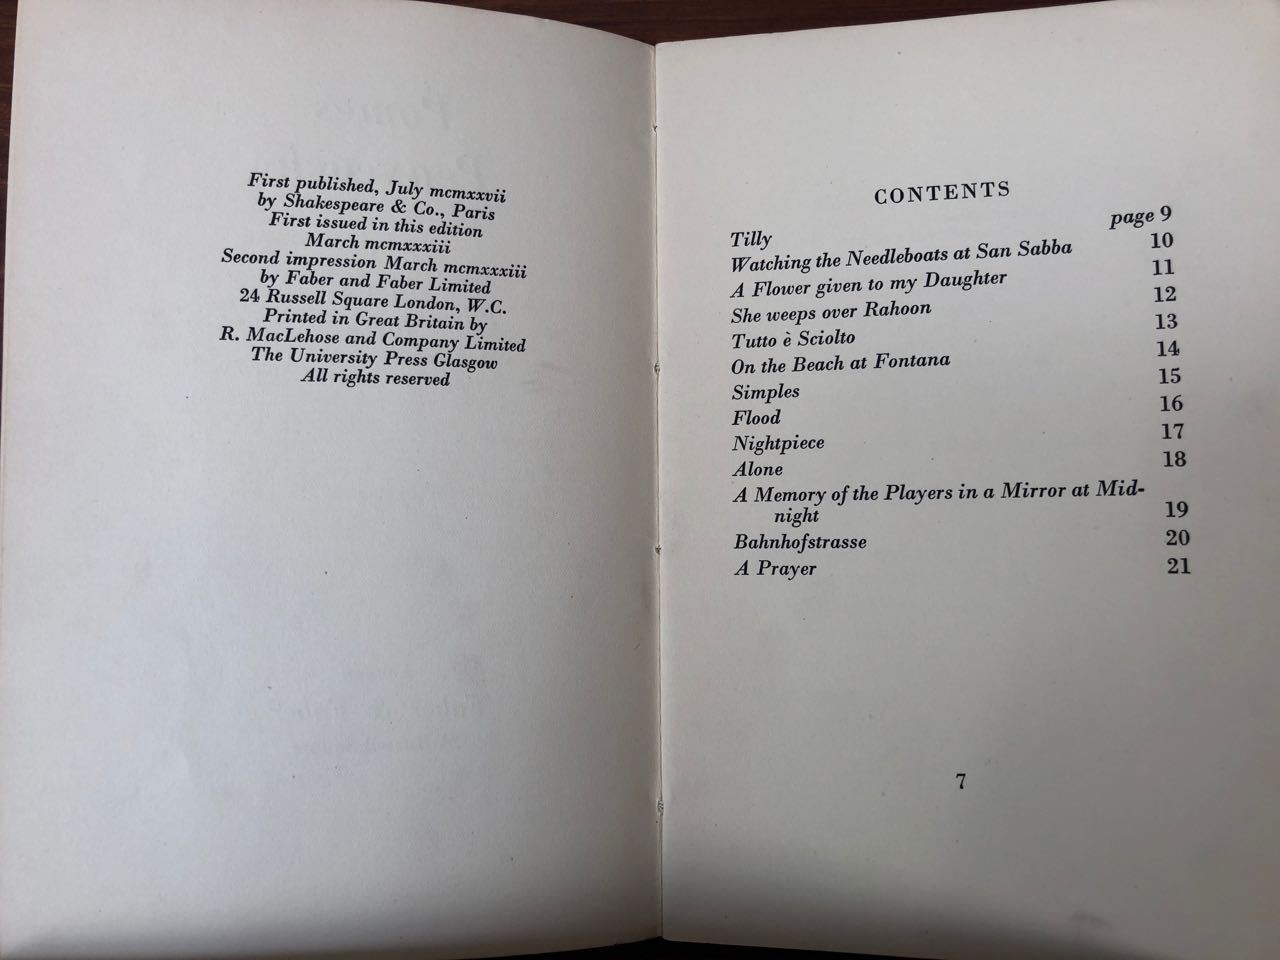 First published, July mcmxxvii
by Shakespeare & Co., Paris
First issued in this edition
March mcmxxxiii
Second impression March mcmxxxiii
by Faber and Faber Limited
24 Russell Square London, W.C.
Printed in Great Britain by
R. MacLehose and Company Limited
The University Press Glasgow
All rights reserved
CONTENTS
Tilly page 9
Watching the Needleboats at San Sabba 10
A Flower given to my Daughter 11
She weeps over Rahoon 12
Tutto è Sciolto 13
On the Beach at Fontana 14
Simples 15
Flood 16
Nightpiece 17
Alone 18
A Memory of the Players in a Mirror at Mid-
night 19
Bahnhofstrasse 20
A Prayer 21
7